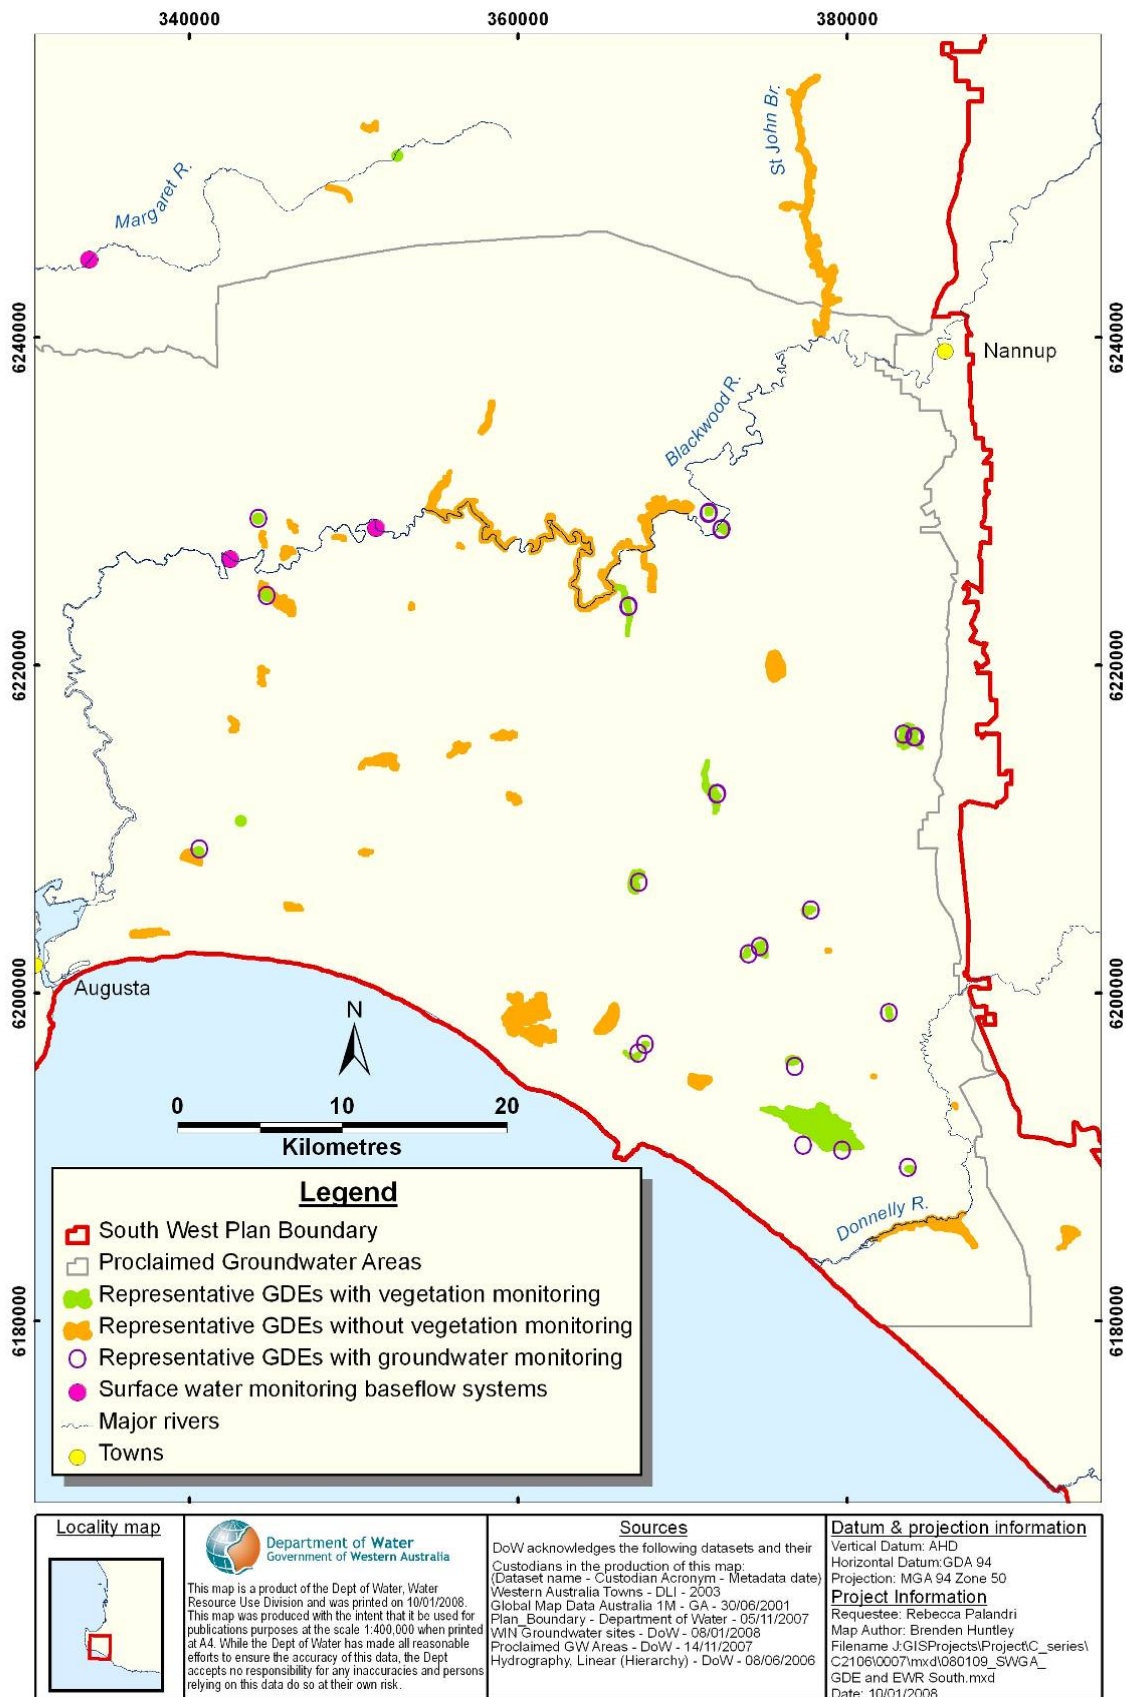 340000 360000 380000
St John Br.
Margaret R.
6240000 6240000
Nannup
Blackwood R.
6220000 6220000
6200000 6200000
Augusta
N
0 10 20
Kilometres
Donnelly R.
6180000 6180000
Legend
South West Plan Boundary
Proclaimed Groundwater Areas
Representative GDEs with vegetation monitoring
Representative GDEs without vegetation monitoring
Representative GDEs with groundwater monitoring
Surface water monitoring baseflow systems
Major rivers
Towns
Locality map
Department of Water
Government of Western Australia
This map is a product of the Dept of Water, Water
Resource Use Division and was printed on 10/01/2008.
This map was produced with the intent that it be used for
publications purposes at the scale 1:400,000 when printed
at A4. While the Dept of Water has made all reasonable
efforts to ensure the accuracy of this data, the Dept
accepts no responsibility for any inaccuracies and persons
relying on this data do so at their own risk.
Sources
DoW acknowledges the following datasets and their
Custodians in the production of this map:
(Dataset name - Custodian Acronym - Metadata date)
Western Australia Towns - DLI - 2003
Global Map Data Australia 1M - GA - 30/06/2001
Plan_Boundary - Department of Water - 05/11/2007
WIN Groundwater sites - DoW - 08/01/2008
Proclaimed GW Areas - DoW - 14/11/2007
Hydrography, Linear (Hierarchy) - DoW - 08/06/2006
Datum & projection information
Vertical Datum: AHD
Horizontal Datum:GDA 94
Projection: MGA 94 Zone 50
Project Information
Requestee: Rebecca Palandri
Map Author: Brenden Huntley
Filename J:GISProjects\Project\C_series\
C2106\0007\mxd\080109_SWGA_
GDE and EWR South.mxd
Date: 10/01/2008